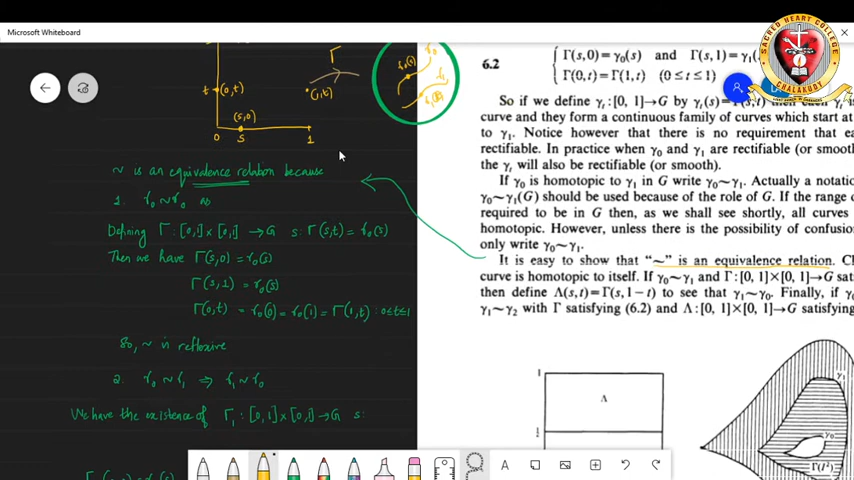 Microsoft Whiteboard
SACRED HEART COLLEGE
CHALAKUDY
Γ
γ₀
γ₁
t (0,t)
(1,t)
(s,0)
0 s 1
~ is an equivalence relation because
1. γ₀ ~ γ₀ as
Defining Γ : [0,1] × [0,1] → G s: Γ(s,t) = γ₀(s)
Then we have Γ(s,0) = γ₀(s)
Γ(s,1) = γ₀(s)
Γ(0,t) = γ₀(0) = γ₀(1) = Γ(1,t) : 0≤t≤1
So, ~ is reflexive
2. γ₀ ~ γ₁ ⇒ γ₁ ~ γ₀
We have the existence of Γ₁ : [0,1] × [0,1] → G s:
6.2
Γ(s,0) = γ₀(s) and Γ(s,1) = γ₁(
Γ(0,t) = Γ(1,t) (0 ≤ t ≤ 1)
So if we define γₜ : [0, 1]→G by γₜ(s) = Γ(s,t) then each
curve and they form a continuous family of curves which start at
to γ₁. Notice however that there is no requirement that ea
rectifiable. In practice when γ₀ and γ₁ are rectifiable (or smoo
the γₜ will also be rectifiable (or smooth).
If γ₀ is homotopic to γ₁ in G write γ₀~γ₁. Actually a notatio
γ₀~γ₁(G) should be used because of the role of G. If the range o
required to be in G then, as we shall see shortly, all curves
homotopic. However, unless there is the possibility of confusio
only write γ₀~γ₁.
It is easy to show that "~" is an equivalence relation. C
curve is homotopic to itself. If γ₀~γ₁ and Γ: [0, 1]×[0, 1]→G sat
then define Λ(s,t)=Γ(s,1−t) to see that γ₁~γ₀. Finally, if γ
γ₁~γ₂ with Γ satisfying (6.2) and Λ: [0, 1]×[0, 1]→G satisfying
1
Λ
γ₁
γ₀